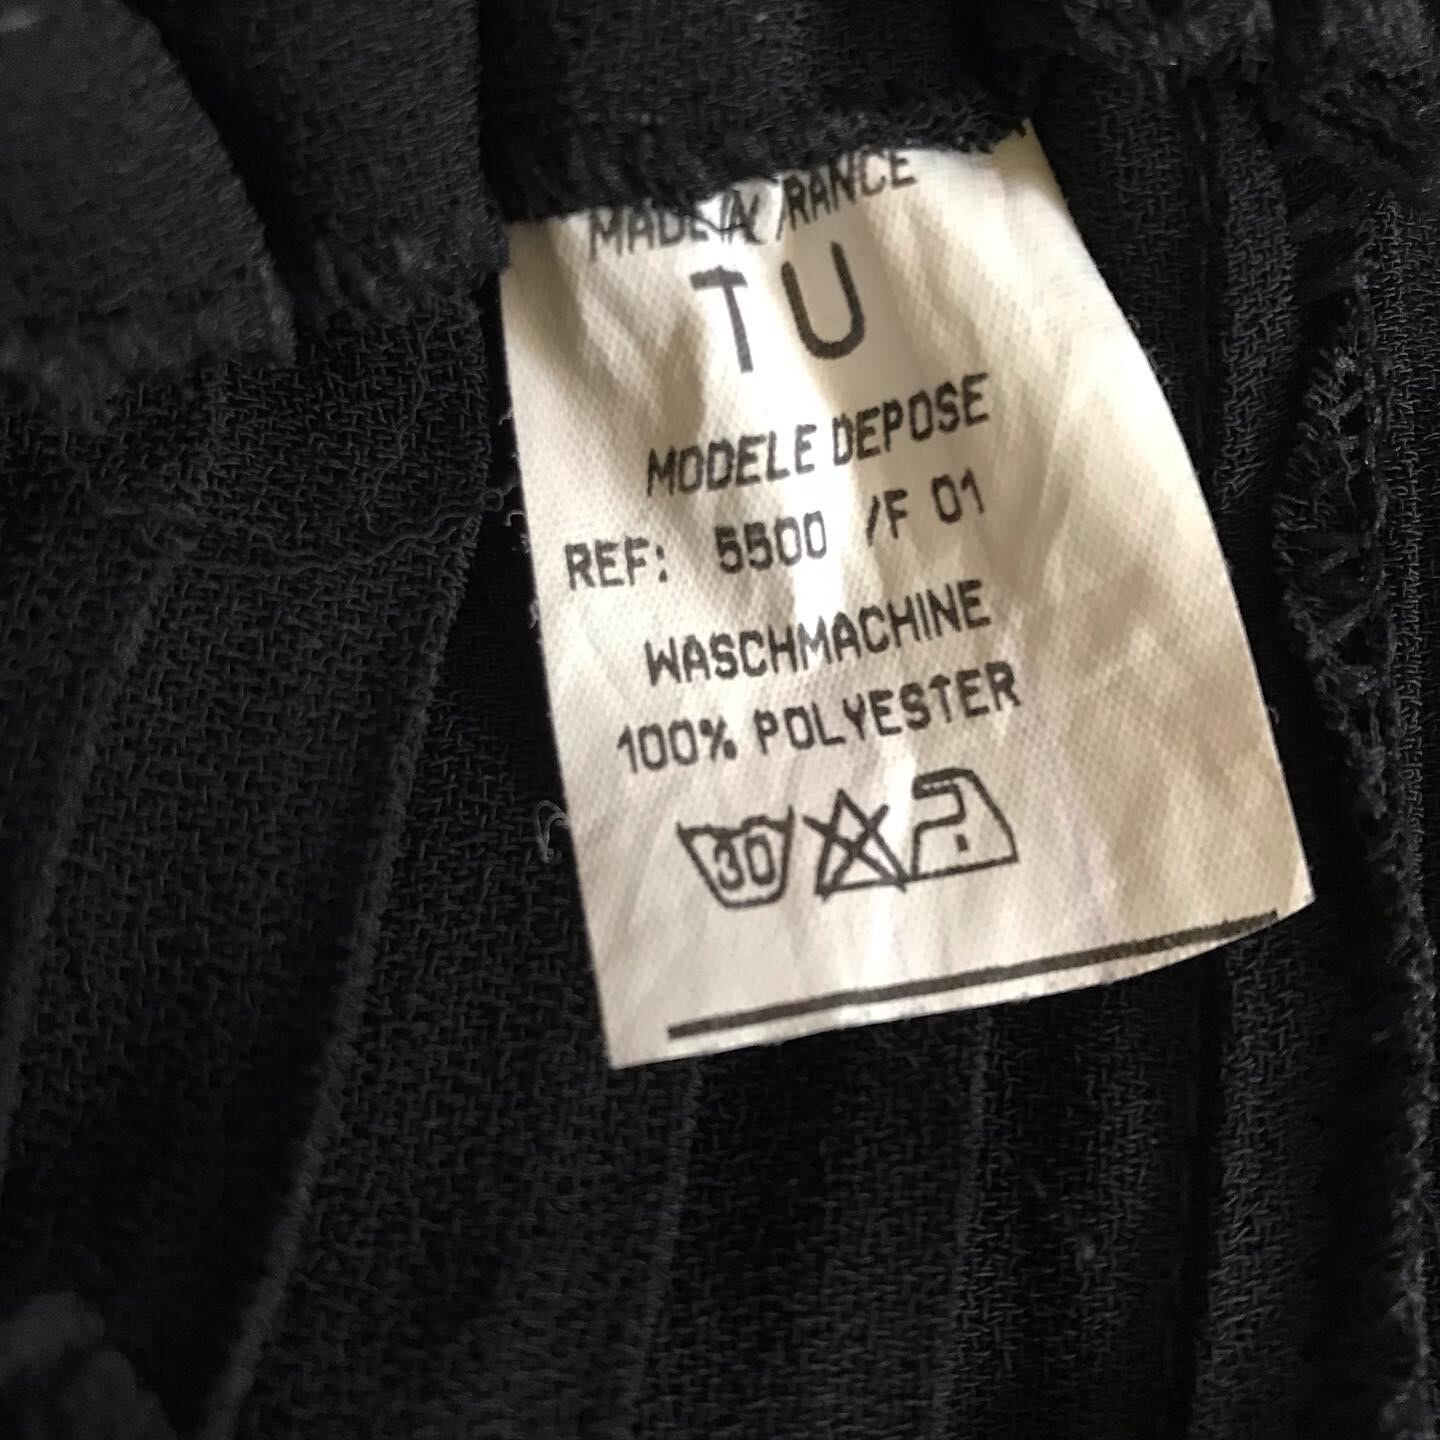 MADE IN FRANCE
TU
MODELE DEPOSE
REF: 5500 /F 01
WASCHMACHINE
100% POLYESTER
30